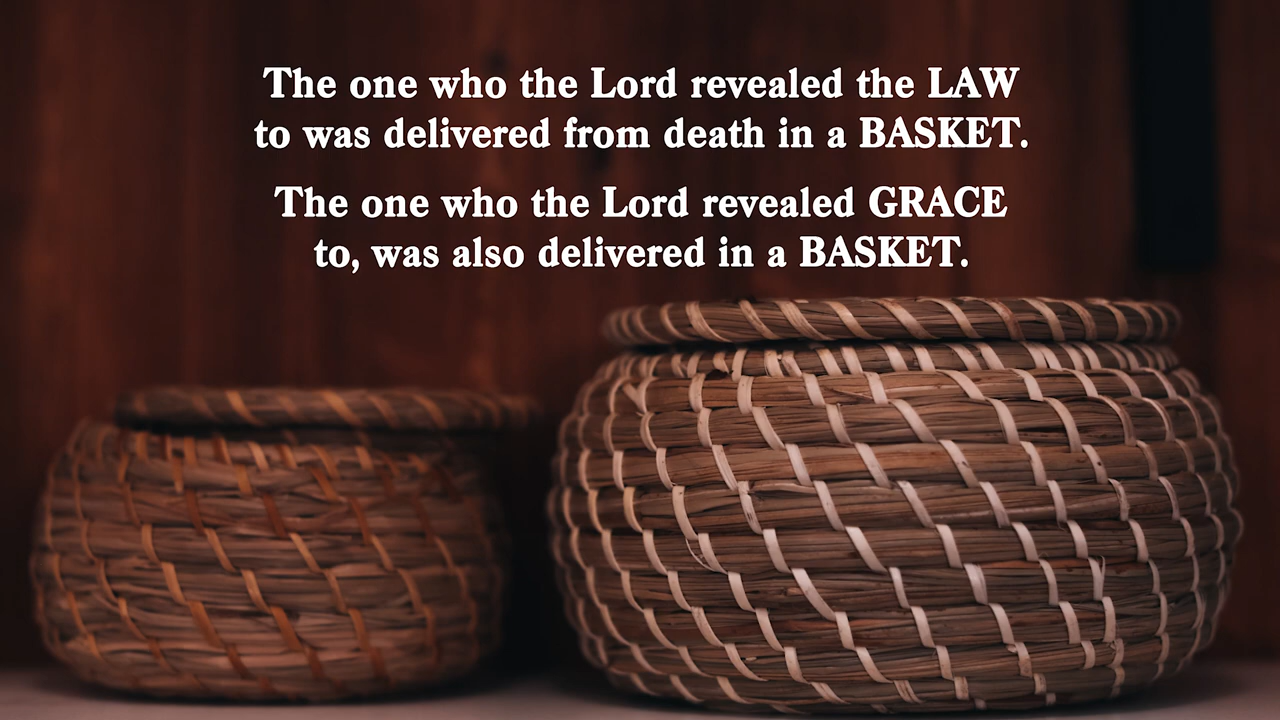 The one who the Lord revealed the LAW
to was delivered from death in a BASKET.
The one who the Lord revealed GRACE
to, was also delivered in a BASKET.